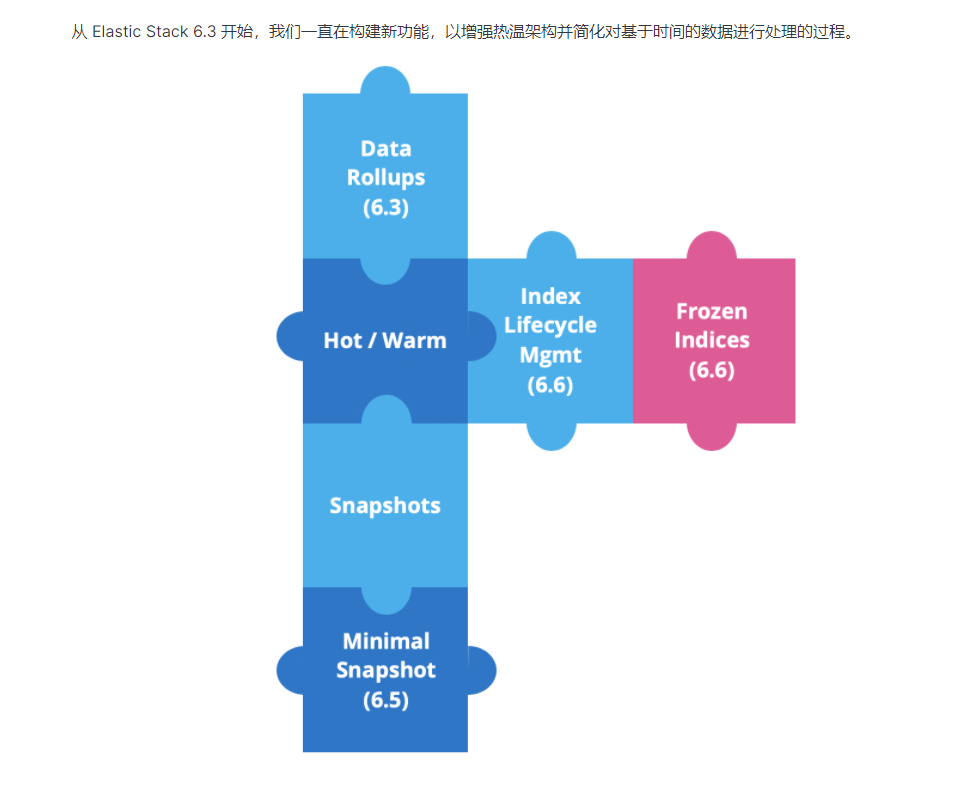 从 Elastic Stack 6.3 开始，我们一直在构建新功能，以增强热温架构并简化对基于时间的数据进行处理的过程。
Data
Rollups
(6.3)
Hot / Warm
Index
Lifecycle
Mgmt
(6.6)
Frozen
Indices
(6.6)
Snapshots
Minimal
Snapshot
(6.5)